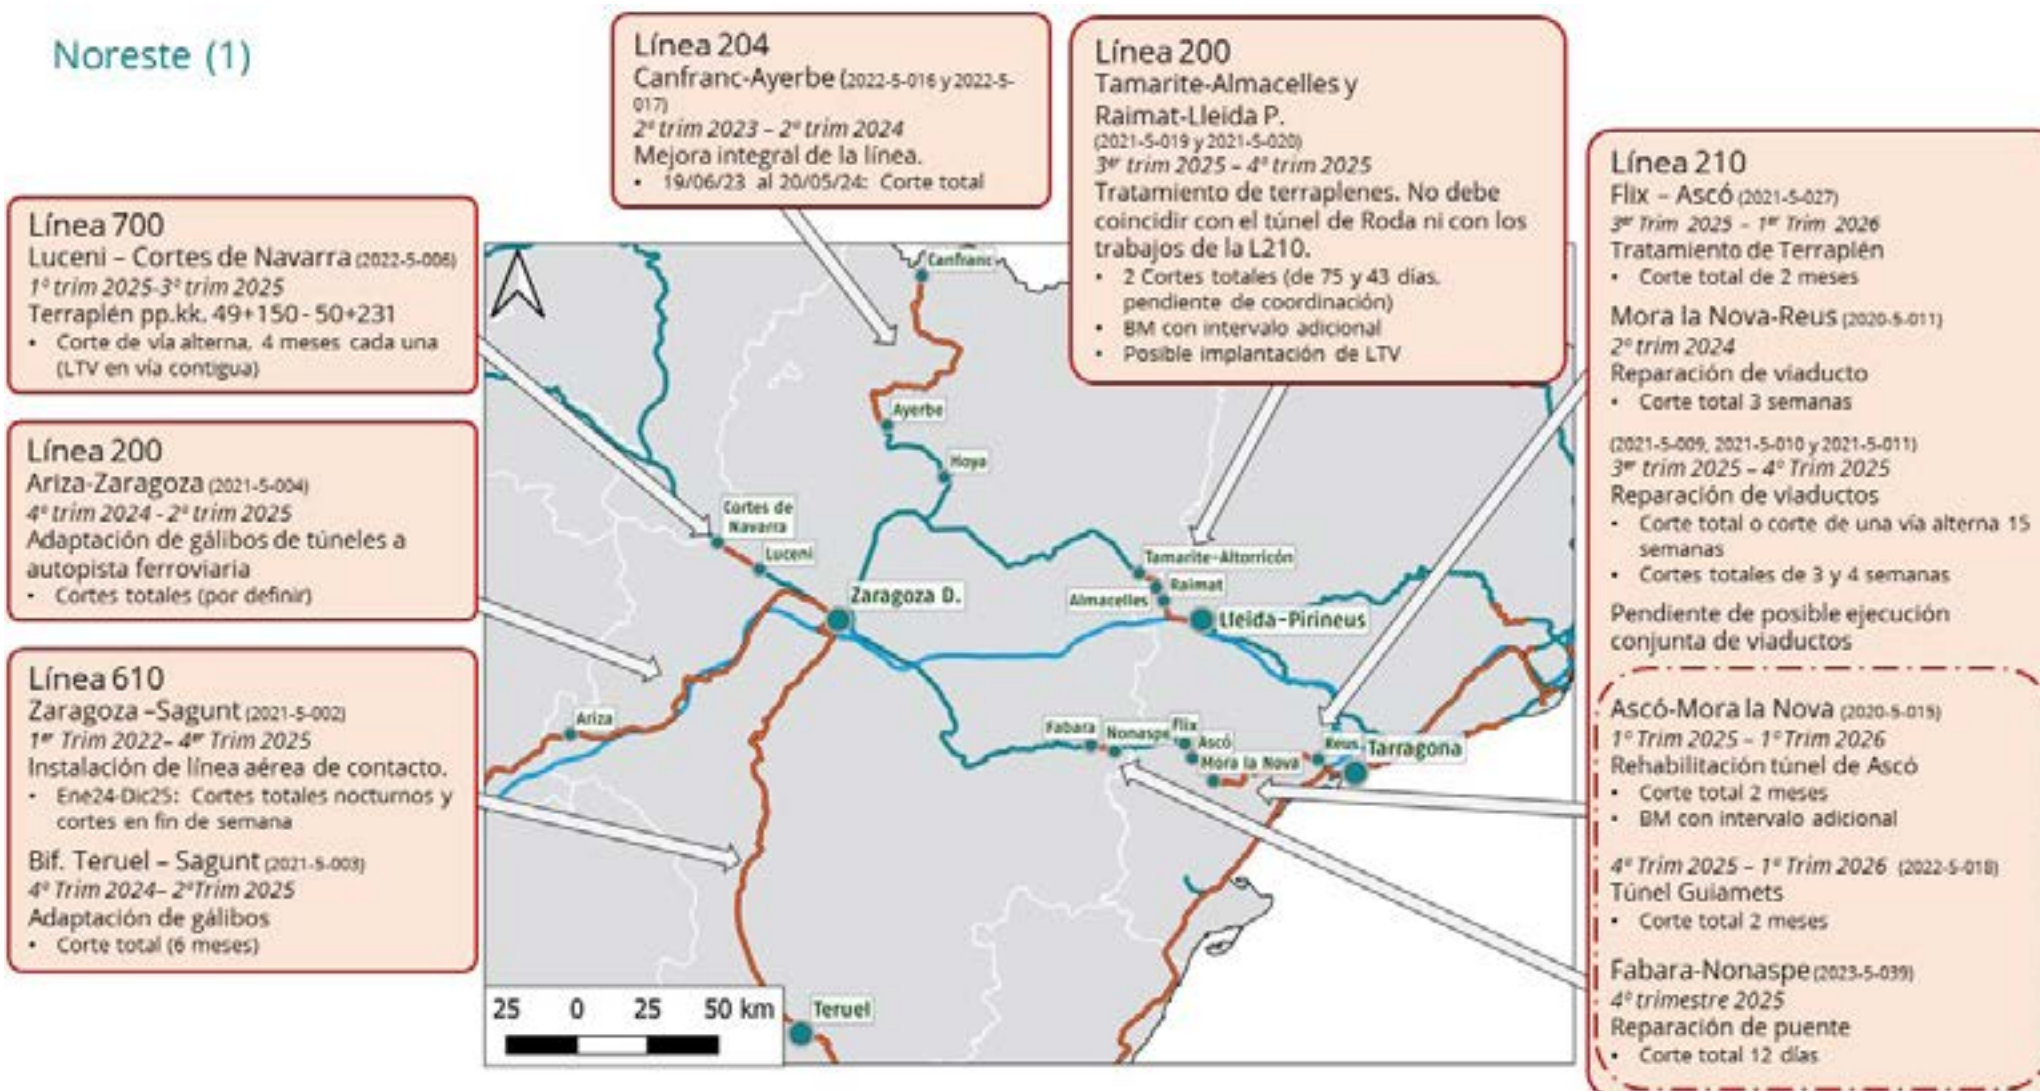 Noreste (1)
Línea 204
Canfranc-Ayerbe (2022-5-016 y 2022-5-
017)
2º trim 2023 – 2º trim 2024
Mejora integral de la línea.
• 19/06/23 al 20/05/24: Corte total
Línea 200
Tamarite-Almacelles y
Raimat-Lleida P.
(2021-5-019 y 2021-5-020)
3er trim 2025 – 4º trim 2025
Tratamiento de terraplenes. No debe
coincidir con el túnel de Roda ni con los
trabajos de la L210.
• 2 Cortes totales (de 75 y 43 días,
pendiente de coordinación)
• BM con intervalo adicional
• Posible implantación de LTV
Línea 700
Luceni – Cortes de Navarra (2022-5-006)
1º trim 2025-3º trim 2025
Terraplén pp.kk. 49+150 - 50+231
• Corte de vía alterna, 4 meses cada una
(LTV en vía contigua)
Línea 200
Ariza-Zaragoza (2021-5-004)
4º trim 2024 - 2º trim 2025
Adaptación de gálibos de túneles a
autopista ferroviaria
• Cortes totales (por definir)
Línea 610
Zaragoza –Sagunt (2021-5-002)
1er Trim 2022– 4er Trim 2025
Instalación de línea aérea de contacto.
• Ene24-Dic25: Cortes totales nocturnos y
cortes en fin de semana
Bif. Teruel – Sagunt (2021-5-003)
4º Trim 2024– 2ºTrim 2025
Adaptación de gálibos
• Corte total (6 meses)
Línea 210
Flix – Ascó (2021-5-027)
3er Trim 2025 – 1er Trim 2026
Tratamiento de Terraplén
• Corte total de 2 meses
Mora la Nova-Reus (2020-5-011)
2º trim 2024
Reparación de viaducto
• Corte total 3 semanas
(2021-5-009, 2021-5-010 y 2021-5-011)
3er trim 2025 – 4º Trim 2025
Reparación de viaductos
• Corte total o corte de una vía alterna 15
semanas
• Cortes totales de 3 y 4 semanas
Pendiente de posible ejecución
conjunta de viaductos
Ascó-Mora la Nova (2020-5-015)
1º Trim 2025 – 1º Trim 2026
Rehabilitación túnel de Ascó
• Corte total 2 meses
• BM con intervalo adicional
4º Trim 2025 – 1º Trim 2026 (2022-5-018)
Túnel Guiamets
• Corte total 2 meses
Fabara-Nonaspe (2023-5-039)
4º trimestre 2025
Reparación de puente
• Corte total 12 días
Canfranc
Ayerbe
Hoya
Cortes de
Navarra
Luceni
Zaragoza D.
Tamarite-Altorricón
Raimat
Almacelles
Lleida-Pirineus
Ariza
Fabara
Nonaspe
Flix
Ascó
Mora la Nova
Reus
Tarragona
Teruel
25 0 25 50 km